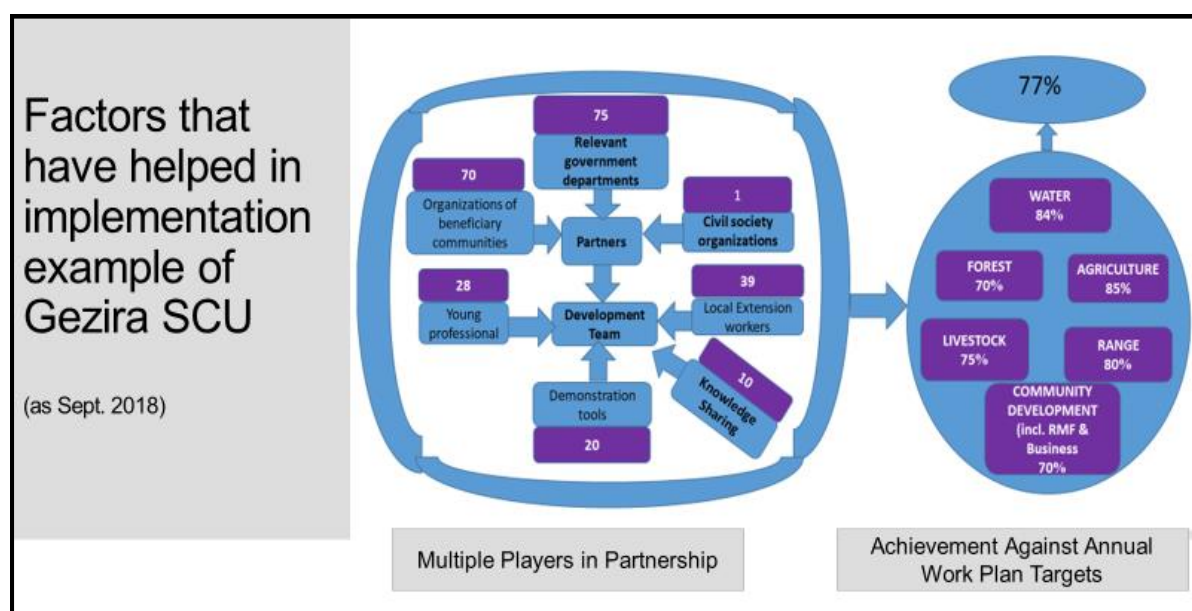 Factors that
have helped in
implementation
example of
Gezira SCU
(as Sept. 2018)
75
Relevant
government
departments
70
Organizations of
beneficiary
communities
1
Civil society
organizations
Partners
28
Young
professional
Development
Team
39
Local Extension
workers
Demonstration
tools
20
10
Knowledge
Sharing
Multiple Players in Partnership
77%
WATER
84%
FOREST
70%
AGRICULTURE
85%
LIVESTOCK
75%
RANGE
80%
COMMUNITY
DEVELOPMENT
(incl. RMF &
Business
70%
Achievement Against Annual
Work Plan Targets